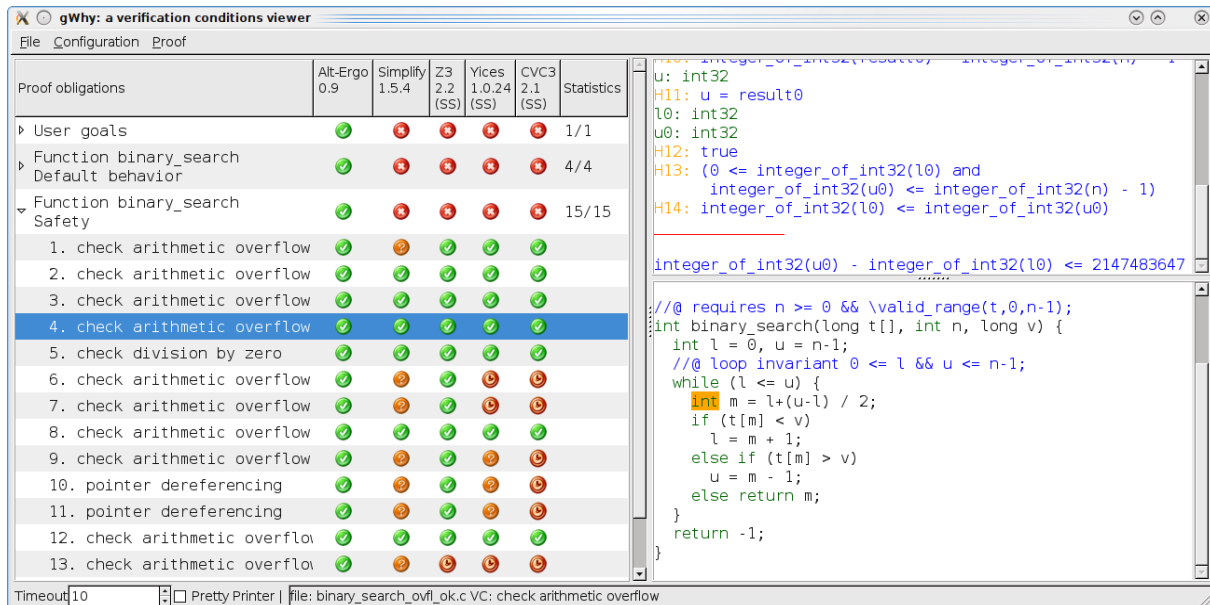 gWhy: a verification conditions viewer
File Configuration Proof
Proof obligations
Alt-Ergo 0.9
Simplify 1.5.4
Z3 2.2 (SS)
Yices 1.0.24 (SS)
CVC3 2.1 (SS)
Statistics
User goals 1/1
Function binary_search
Default behavior 4/4
Function binary_search
Safety 15/15
1. check arithmetic overflow
2. check arithmetic overflow
3. check arithmetic overflow
4. check arithmetic overflow
5. check division by zero
6. check arithmetic overflow
7. check arithmetic overflow
8. check arithmetic overflow
9. check arithmetic overflow
10. pointer dereferencing
11. pointer dereferencing
12. check arithmetic overflo
13. check arithmetic overflo
u: int32
H11: u = result0
l0: int32
u0: int32
H12: true
H13: (0 <= integer_of_int32(l0) and
integer_of_int32(u0) <= integer_of_int32(n) - 1)
H14: integer_of_int32(l0) <= integer_of_int32(u0)
integer_of_int32(u0) - integer_of_int32(l0) <= 2147483647
//@ requires n >= 0 && \valid_range(t,0,n-1);
int binary_search(long t[], int n, long v) {
int l = 0, u = n-1;
//@ loop invariant 0 <= l && u <= n-1;
while (l <= u) {
int m = l+(u-l) / 2;
if (t[m] < v)
l = m + 1;
else if (t[m] > v)
u = m - 1;
else return m;
}
return -1;
}
Timeout 10 Pretty Printer | file: binary_search_ovfl_ok.c VC: check arithmetic overflow